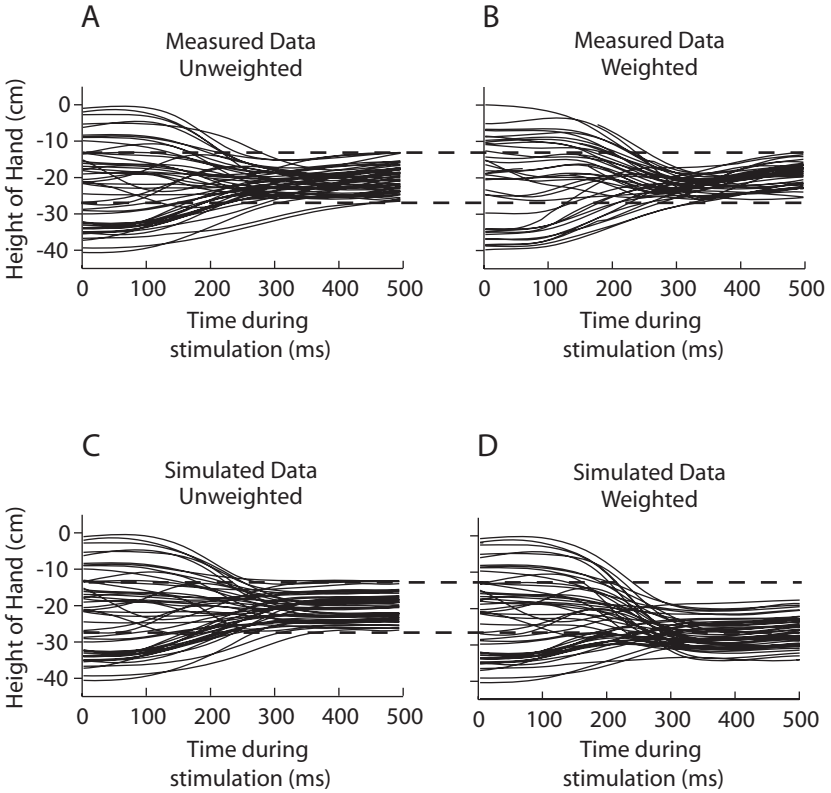 A
Measured Data
Unweighted
Height of Hand (cm)
0
-10
-20
-30
-40
0 100 200 300 400 500
Time during
stimulation (ms)
B
Measured Data
Weighted
0 100 200 300 400 500
Time during
stimulation (ms)
C
Simulated Data
Unweighted
Height of Hand (cm)
0
-10
-20
-30
-40
0 100 200 300 400 500
Time during
stimulation (ms)
D
Simulated Data
Weighted
0 100 200 300 400 500
Time during
stimulation (ms)